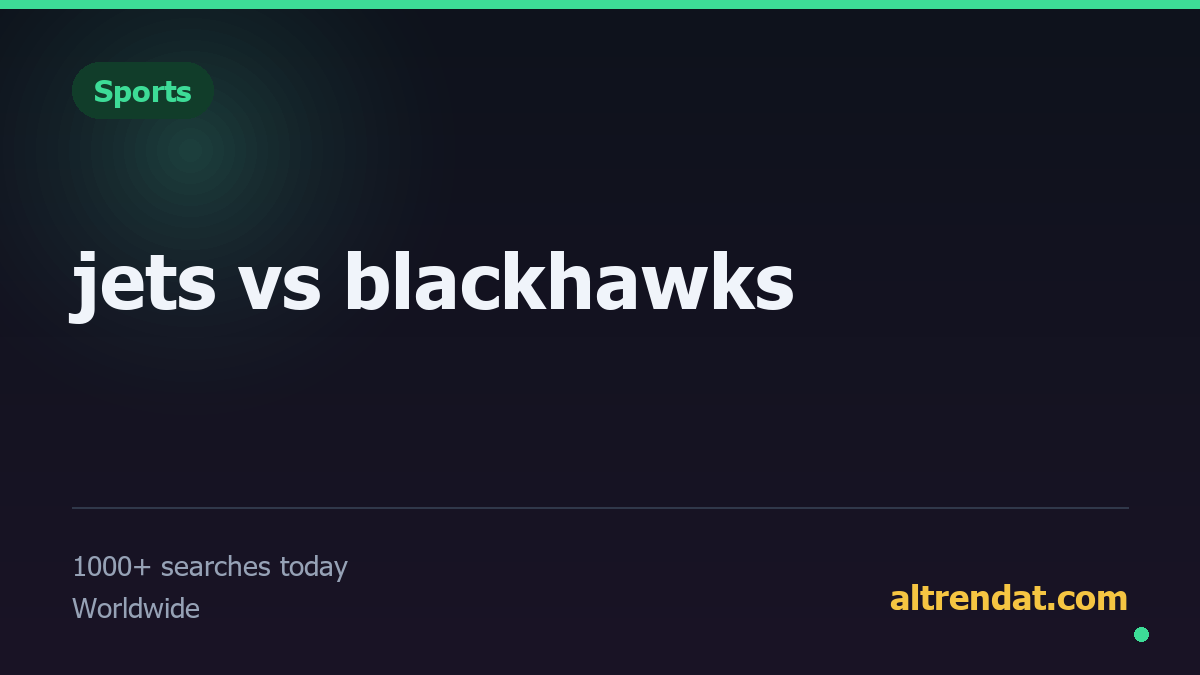 Sports
jets vs blackhawks
1000+ searches today
Worldwide
altrendat.com